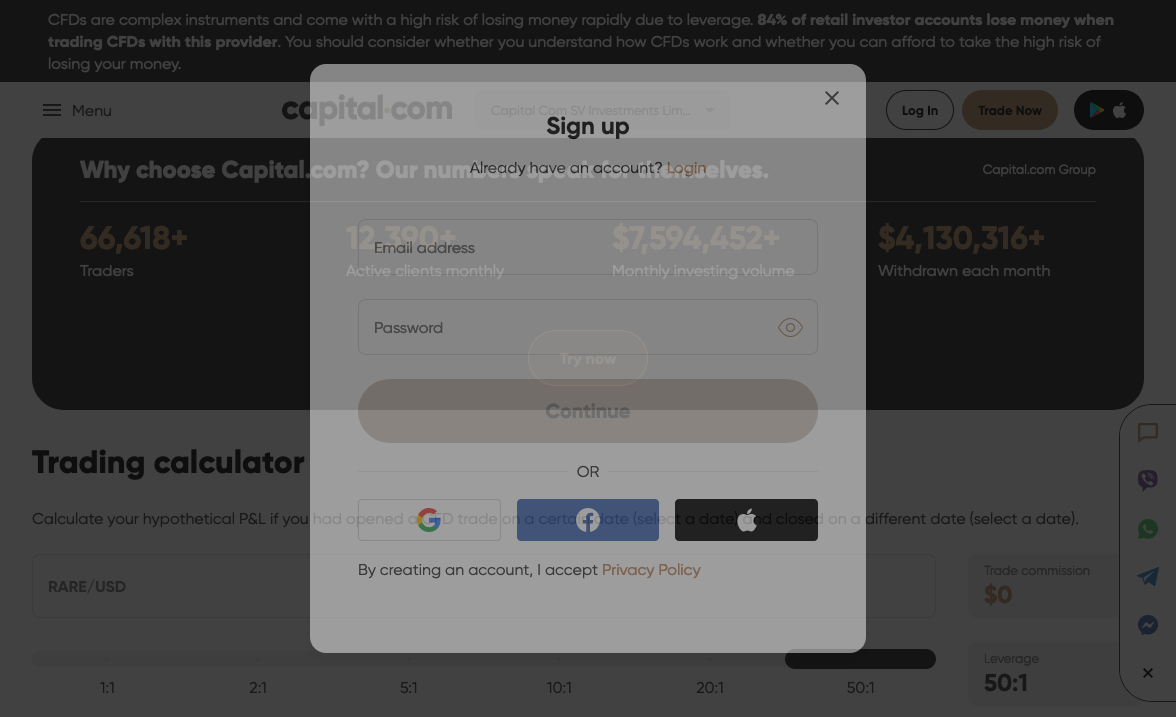 CFDs are complex instruments and come with a high risk of losing money rapidly due to leverage. 84% of retail investor accounts lose money when
trading CFDs with this provider. You should consider whether you understand how CFDs work and whether you can afford to take the high risk of
losing your money.
Menu
capital.com
Capital Com SV Investments Lim...
Log In
Trade Now
Sign up
Already have an account? Login
Why choose Capital.com? Our numbers speak for themselves.
Capital.com Group
66,618+
12,390+
$7,594,452+
$4,130,316+
Email address
Traders
Active clients monthly
Monthly investing volume
Withdrawn each month
Password
Try now
Continue
Trading calculator
OR
Calculate your hypothetical P&L if you had opened a CFD trade on a certain date (select a date) and closed on a different date (select a date).
By creating an account, I accept Privacy Policy
RARE/USD
Trade commission
$0
Leverage
50:1
1:1
2:1
5:1
10:1
20:1
50:1